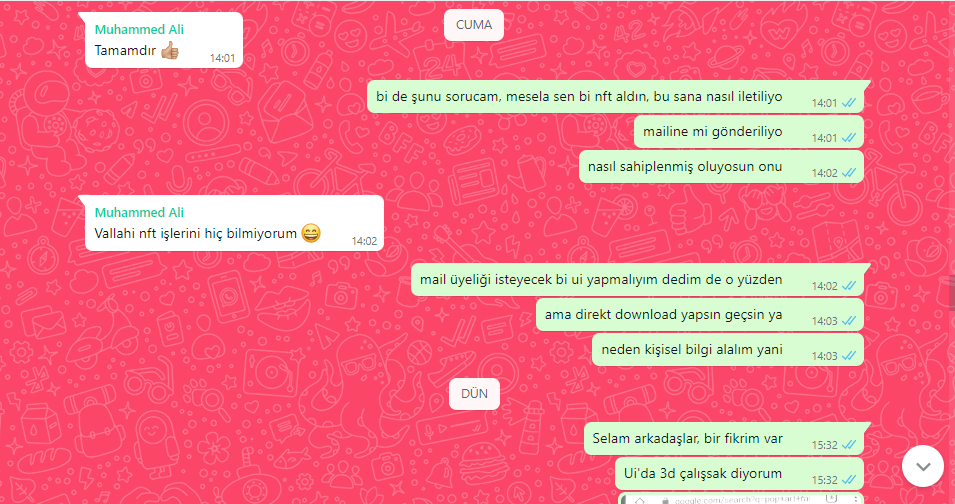 CUMA
Muhammed Ali
Tamamdır 👍🏼
14:01
bi de şunu sorucam, mesela sen bi nft aldın, bu sana nasıl iletiliyo
14:01
mailine mi gönderiliyo
14:01
nasıl sahiplenmiş oluyosun onu
14:02
Muhammed Ali
Vallahi nft işlerini hiç bilmiyorum 😄
14:02
mail üyeliği isteyecek bi ui yapmalıyım dedim de o yüzden
14:02
ama direkt download yapsın geçsin ya
14:03
neden kişisel bilgi alalım yani
14:03
DÜN
Selam arkadaşlar, bir fikrim var
15:32
Ui'da 3d çalışsak diyorum
15:32